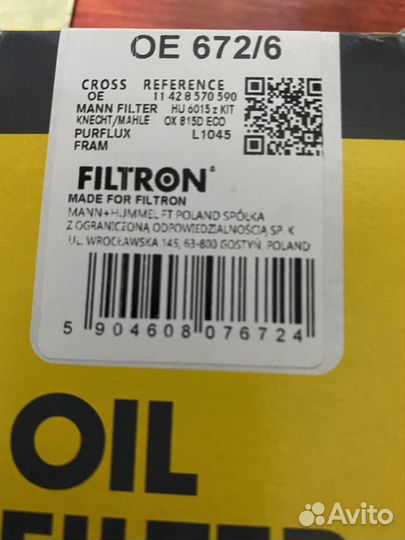 OE 672/6
CROSS REFERENCE
OE 11 42 8 570 590
MANN FILTER HU 6015 z KIT
KNECHT/MAHLE OX 815D ECO
PURFLUX L1045
FRAM
FILTRON®
MADE FOR FILTRON
MANN+HUMMEL FT POLAND SPÓŁKA
Z OGRANICZONĄ ODPOWIEDZIALNOŚCIĄ SP. K
UL. WROCŁAWSKA 145, 63-800 GOSTYŃ, POLAND
5 904608 076724
OIL
FILTER
Avito